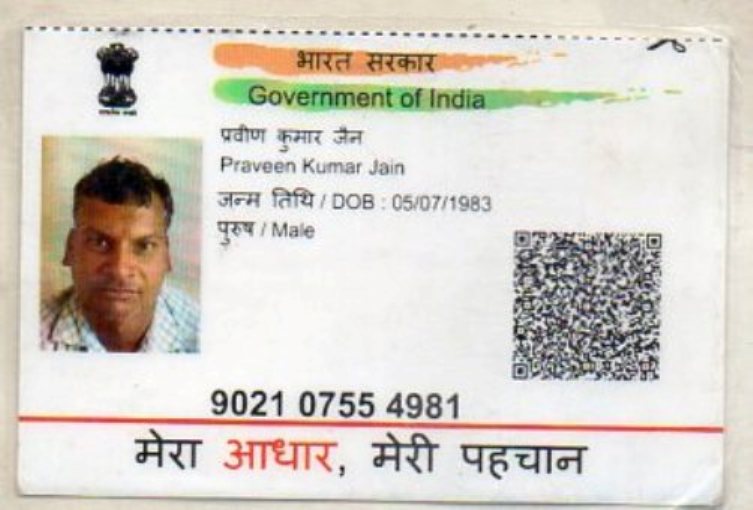 भारत सरकार
Government of India
प्रवीण कुमार जैन
Praveen Kumar Jain
जन्म तिथि / DOB : 05/07/1983
पुरुष / Male
9021 0755 4981
मेरा आधार, मेरी पहचान